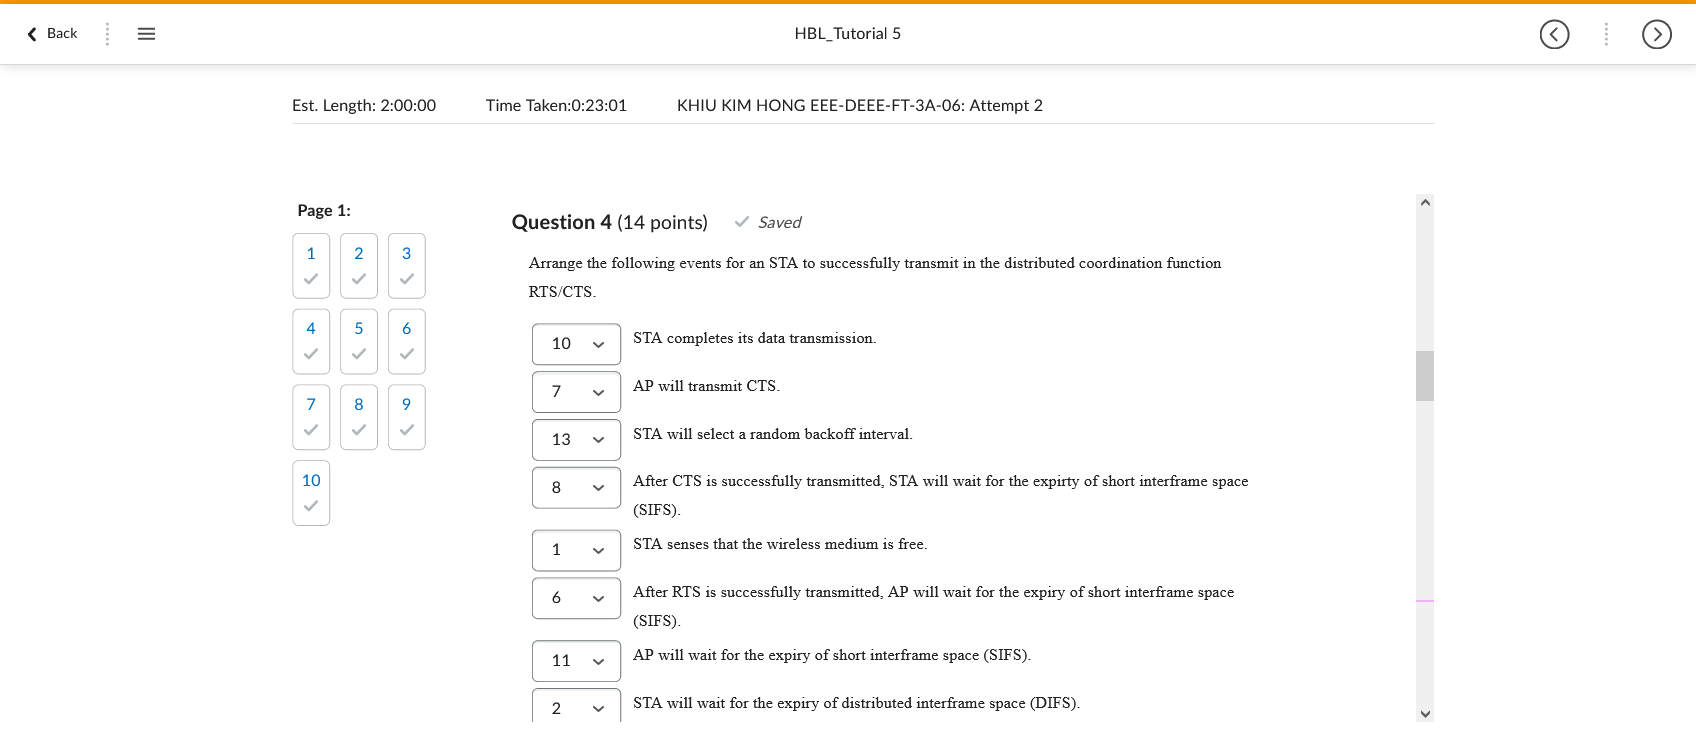 Back
HBL_Tutorial 5
Est. Length: 2:00:00 Time Taken:0:23:01 KHIU KIM HONG EEE-DEEE-FT-3A-06: Attempt 2
Page 1:
1 2 3
4 5 6
7 8 9
10
Question 4 (14 points) Saved
Arrange the following events for an STA to successfully transmit in the distributed coordination function
RTS/CTS.
10 STA completes its data transmission.
7 AP will transmit CTS.
13 STA will select a random backoff interval.
8 After CTS is successfully transmitted, STA will wait for the expirty of short interframe space
(SIFS).
1 STA senses that the wireless medium is free.
6 After RTS is successfully transmitted, AP will wait for the expiry of short interframe space
(SIFS).
11 AP will wait for the expiry of short interframe space (SIFS).
2 STA will wait for the expiry of distributed interframe space (DIFS).